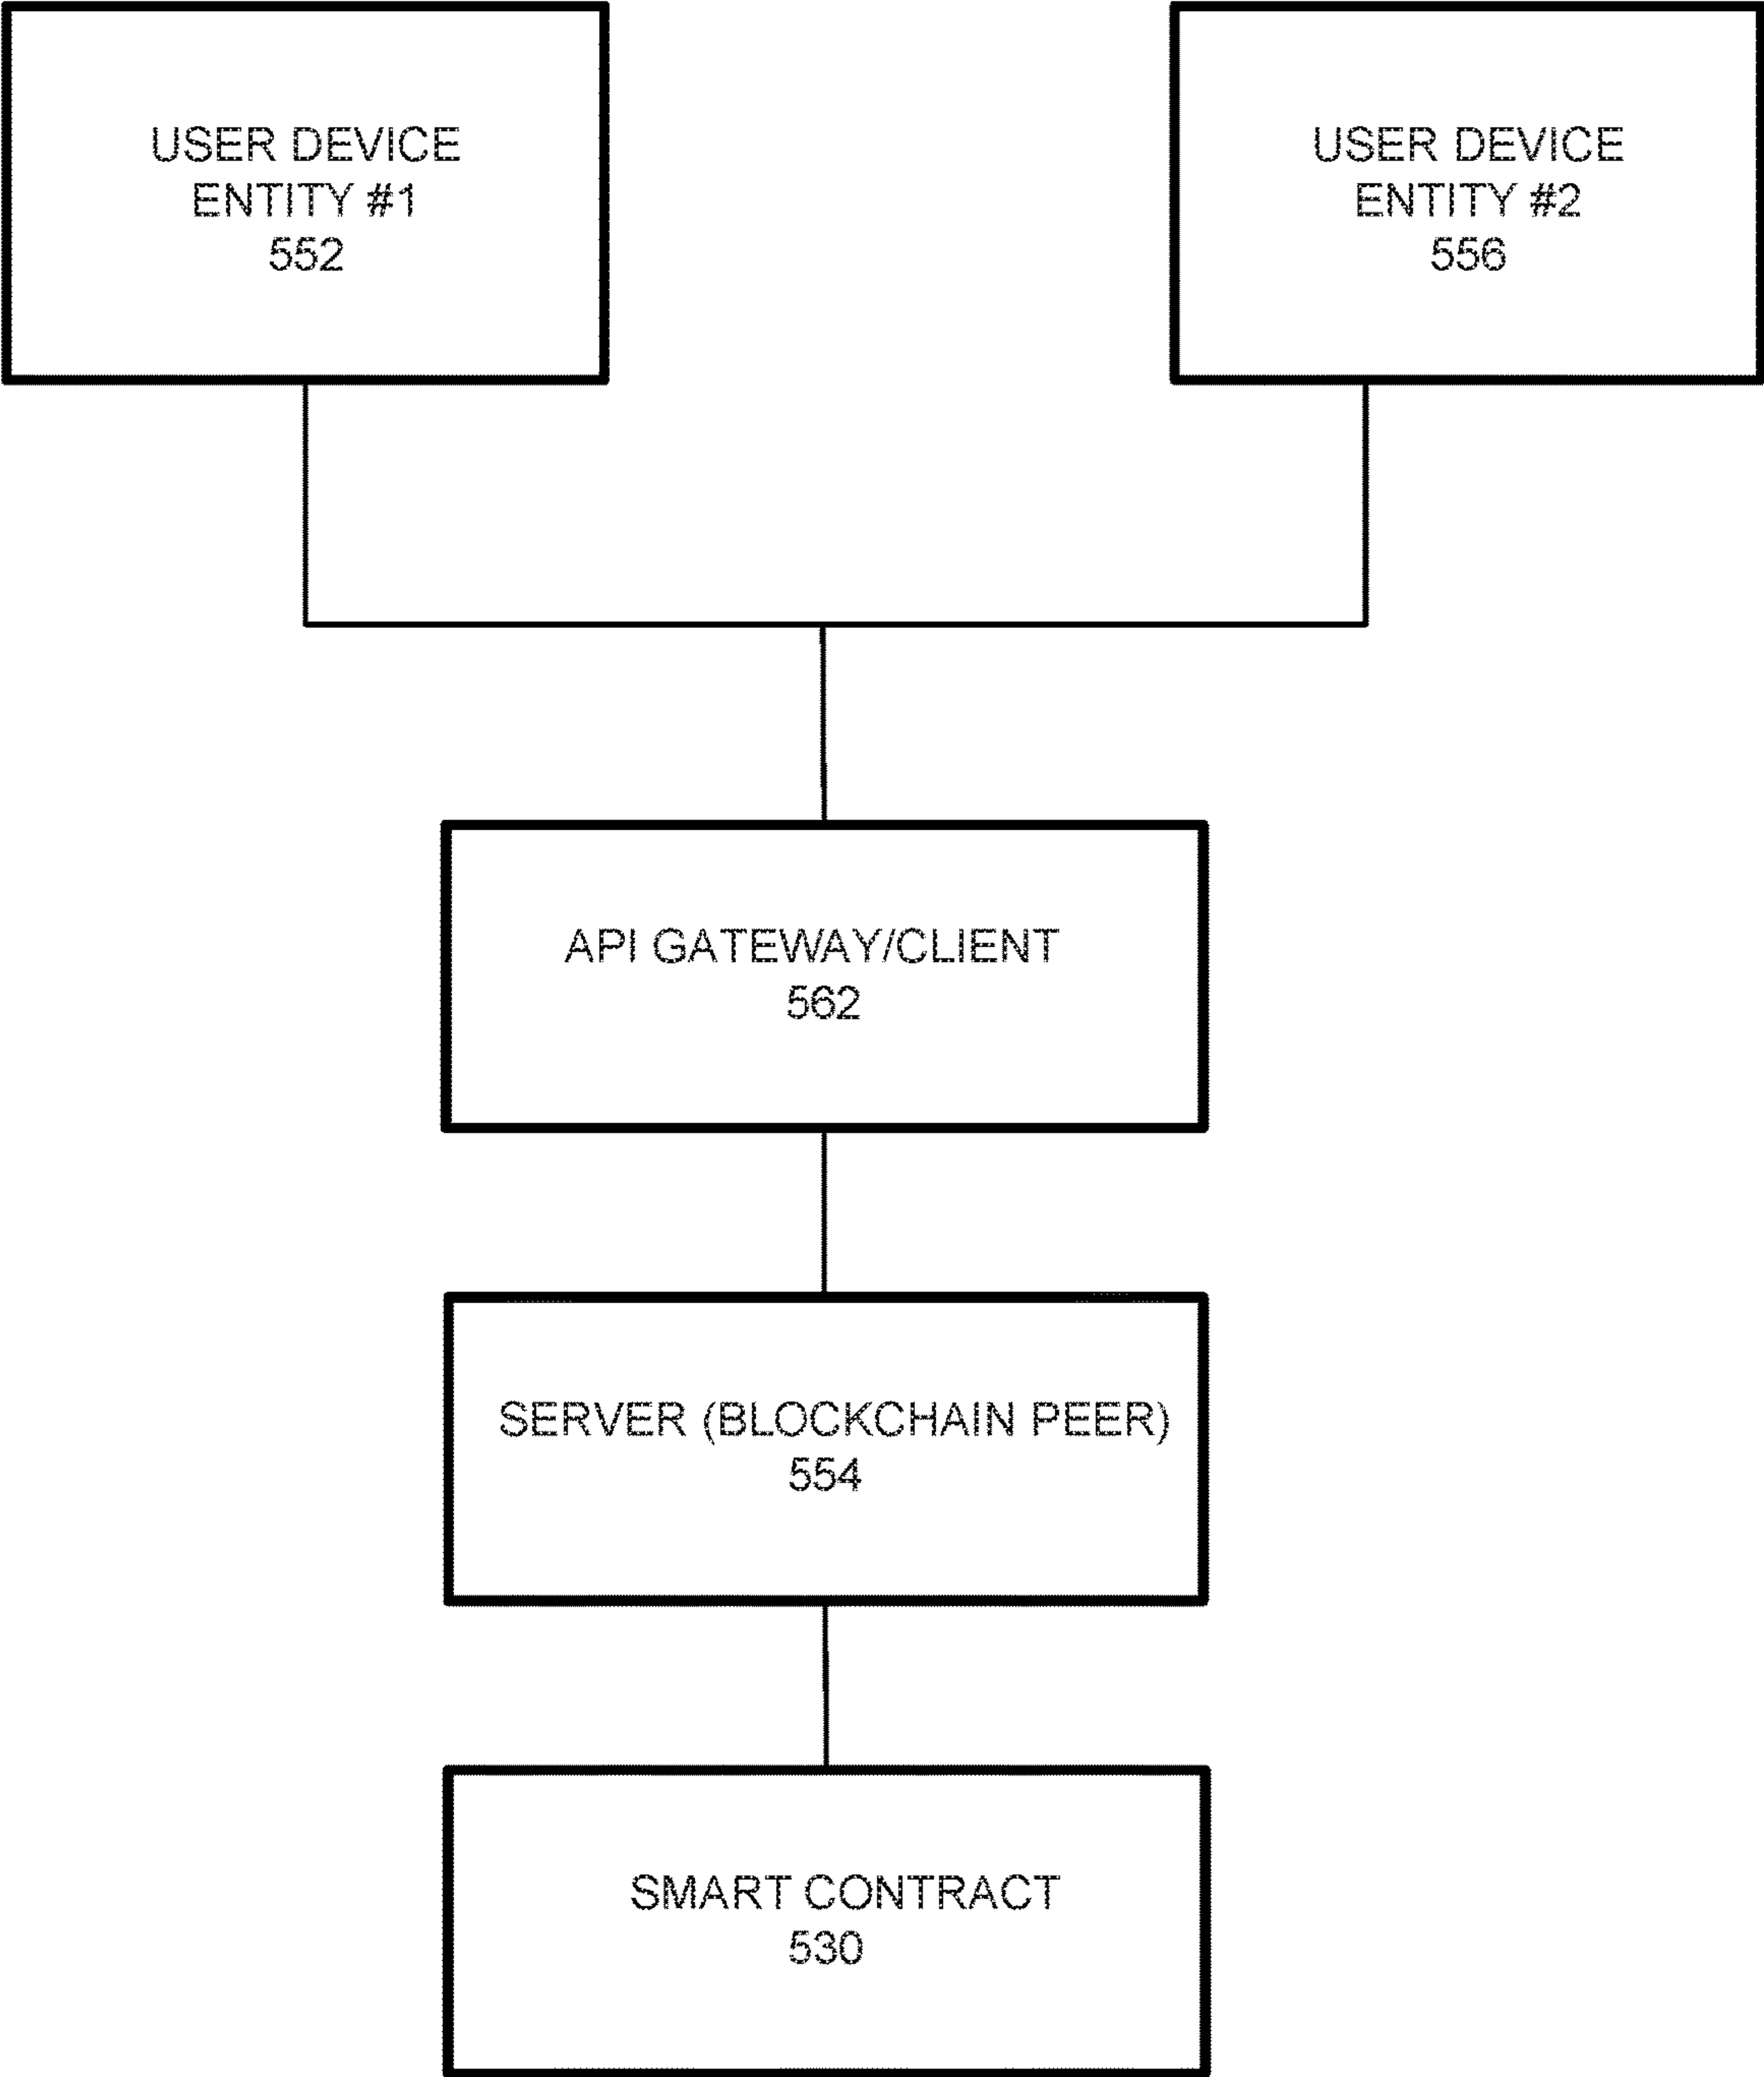 USER DEVICE
ENTITY #1
552
USER DEVICE
ENTITY #2
556
API GATEWAY/CLIENT
562
SERVER (BLOCKCHAIN PEER)
554
SMART CONTRACT
530